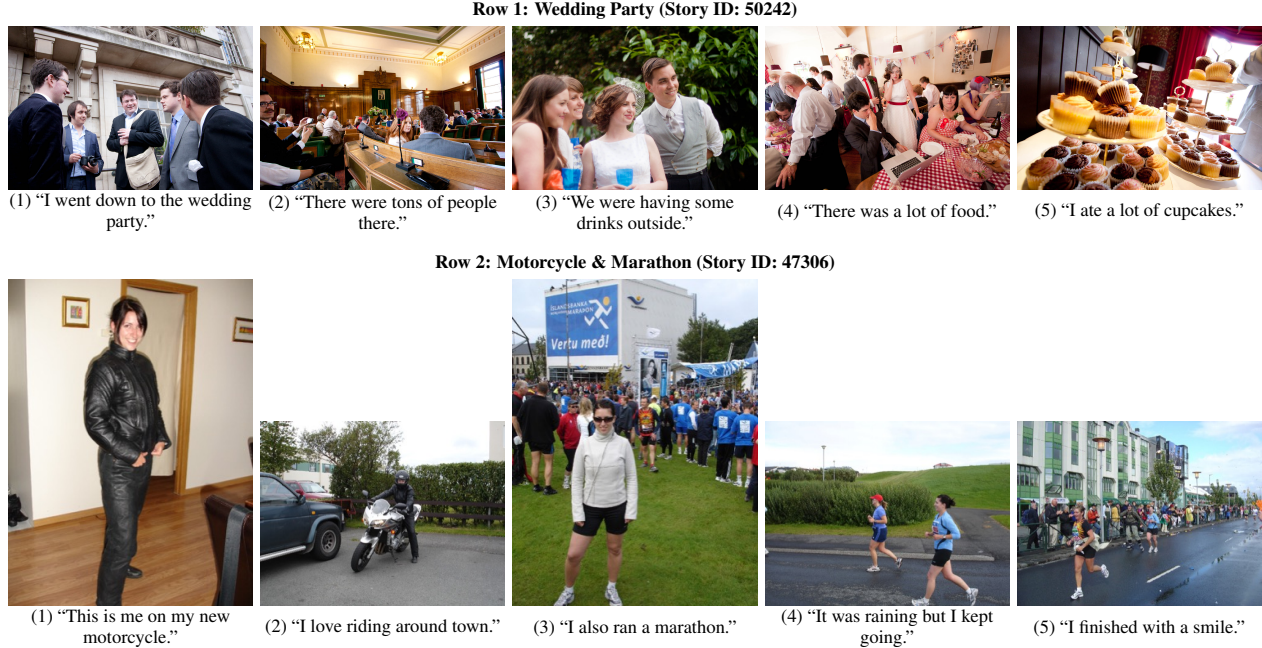 Row 1: Wedding Party (Story ID: 50242)
(1) “I went down to the wedding
party.”
(2) “There were tons of people
there.”
(3) “We were having some
drinks outside.”
(4) “There was a lot of food.”
(5) “I ate a lot of cupcakes.”
Row 2: Motorcycle & Marathon (Story ID: 47306)
ÍSLANDSBANKA
MARAÞON
Vertu með!
(1) “This is me on my new
motorcycle.”
(2) “I love riding around town.”
(3) “I also ran a marathon.”
(4) “It was raining but I kept
going.”
(5) “I finished with a smile.”